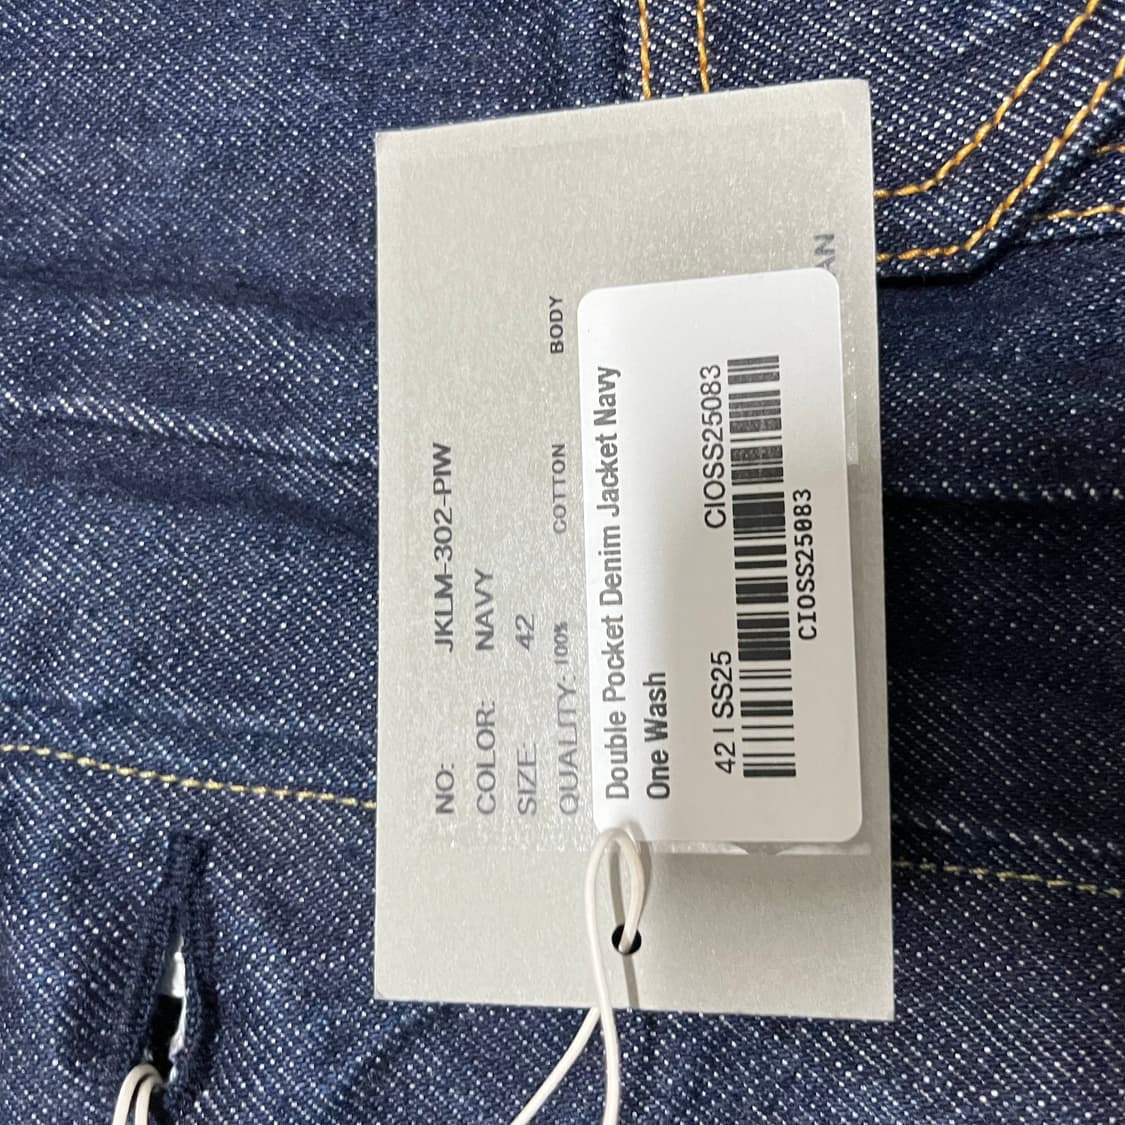 NO: JKLM-302-PIW
COLOR: NAVY
SIZE: 42
QUALITY: 100% COTTON BODY
Double Pocket Denim Jacket Navy
One Wash
42 I SS25 CIOSS25083
CIOSS25083
AN